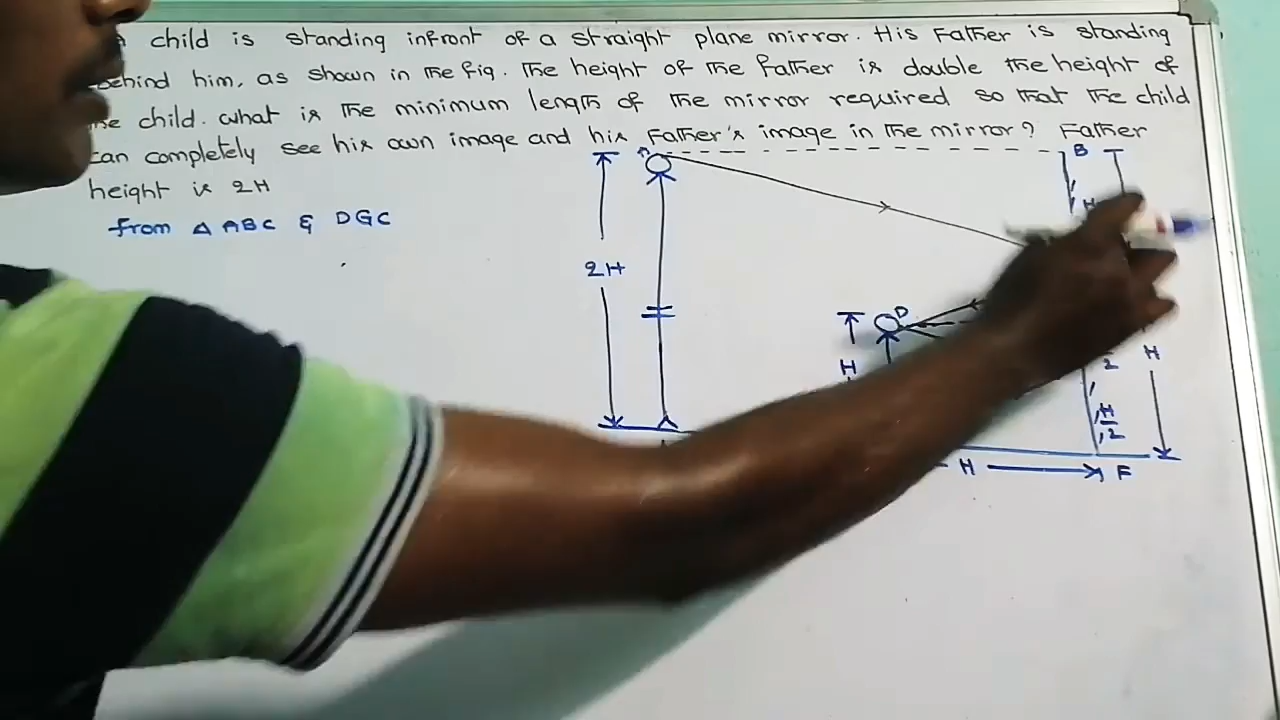 child is standing infront of a straight plane mirror. His Father is standing
behind him, as shown in the fig. The height of the father is double the height of
the child. what is the minimum length of the mirror required so that the child
can completely see his own image and his Father's image in the mirror? Father
height is 2H
from Δ ABC & DGC
A
B
H
2H
D
H
H
2
H
H
2
H
F